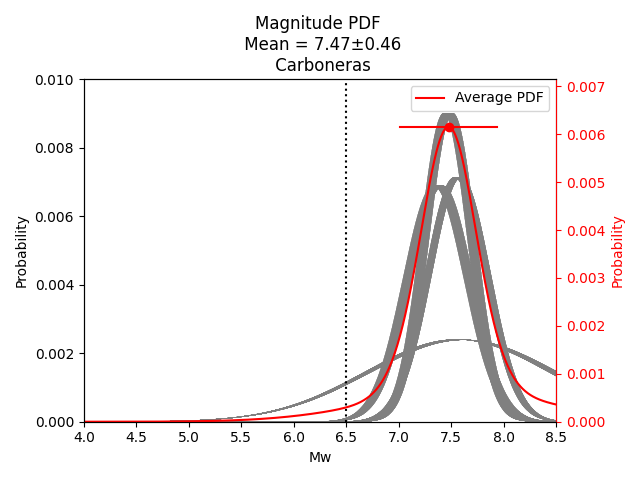 Magnitude PDF
Mean = 7.47±0.46
Carboneras
Average PDF
0.010
0.008
0.006
0.004
0.002
0.000
Probability
0.007
0.006
0.005
0.004
0.003
0.002
0.001
0.000
Probability
4.0 4.5 5.0 5.5 6.0 6.5 7.0 7.5 8.0 8.5
Mw